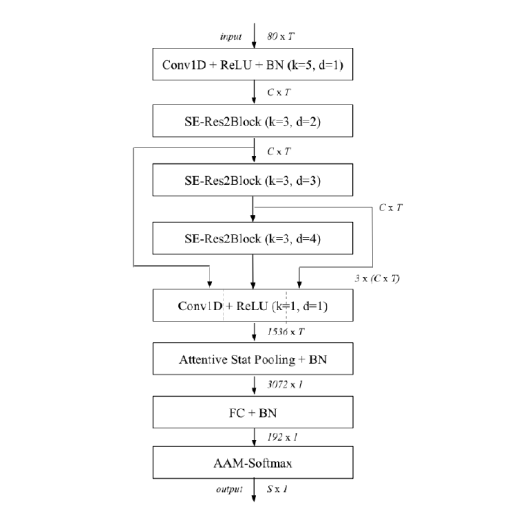 input 80 x T
Conv1D + ReLU + BN (k=5, d=1)
C x T
SE-Res2Block (k=3, d=2)
C x T
SE-Res2Block (k=3, d=3)
C x T
SE-Res2Block (k=3, d=4)
3 x (C x T)
Conv1D + ReLU (k=1, d=1)
1536 x T
Attentive Stat Pooling + BN
3072 x 1
FC + BN
192 x 1
AAM-Softmax
output S x 1